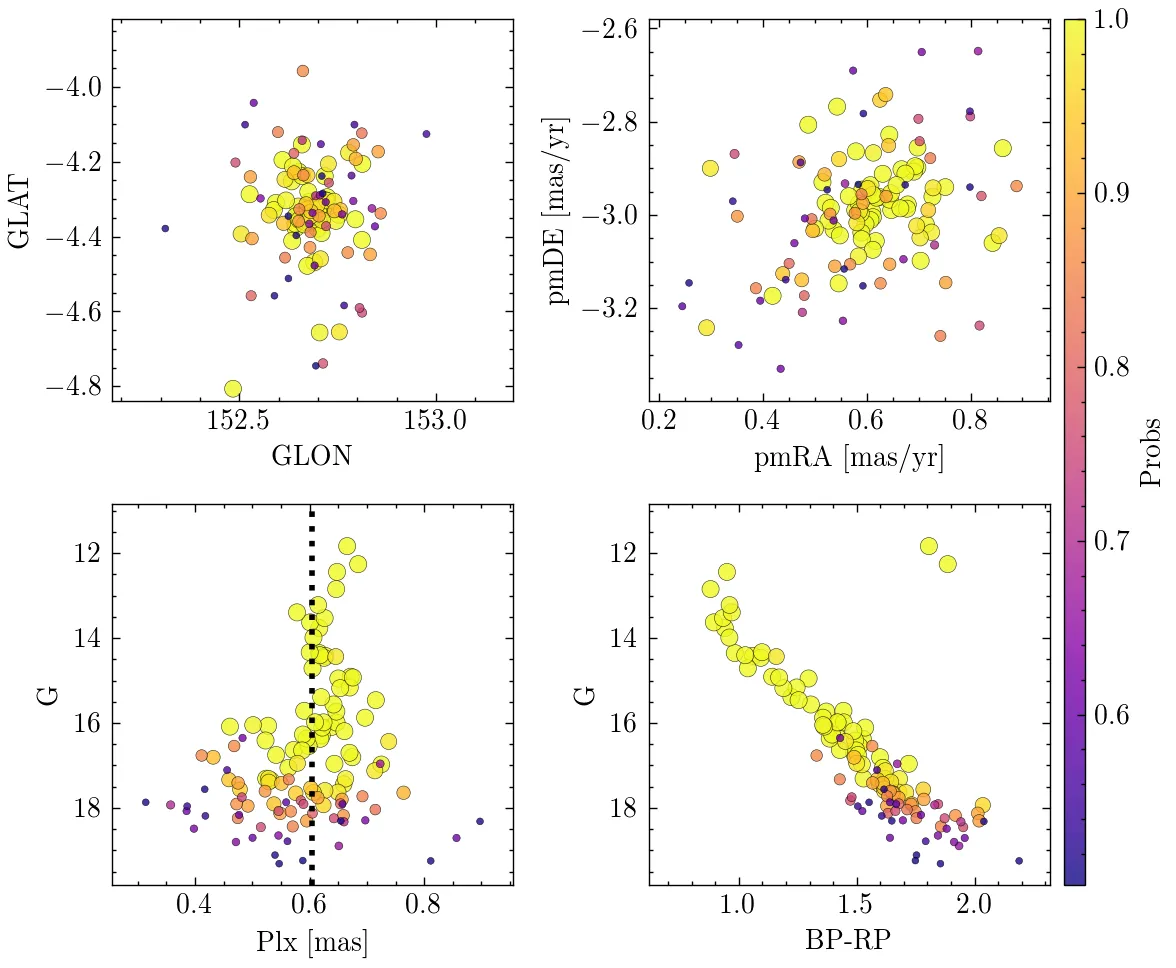 −4.0
−4.2
−4.4
−4.6
−4.8
GLAT
152.5 153.0
GLON
−2.6
−2.8
−3.0
−3.2
pmDE [mas/yr]
0.2 0.4 0.6 0.8
pmRA [mas/yr]
12
14
16
18
G
0.4 0.6 0.8
Plx [mas]
12
14
16
18
G
1.0 1.5 2.0
BP-RP
1.0
0.9
0.8
0.7
0.6
Probs